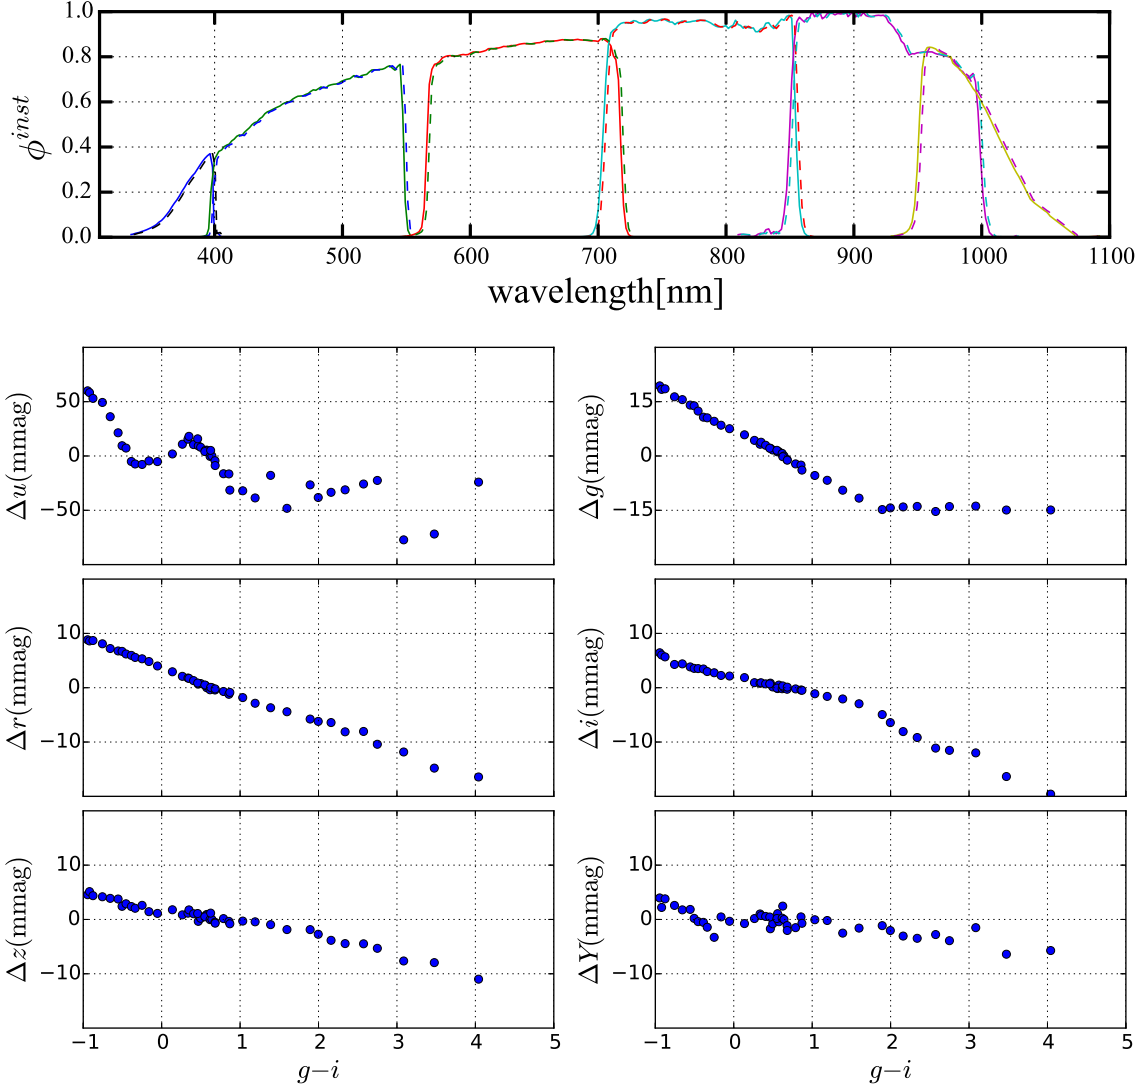 1.0
0.8
0.6
0.4
0.2
0.0
ϕ^{inst}
400 500 600 700 800 900 1000 1100
wavelength[nm]
50
0
−50
Δu(mmag)
15
0
−15
Δg(mmag)
10
0
−10
Δr(mmag)
10
0
−10
Δi(mmag)
10
0
−10
Δz(mmag)
10
0
−10
ΔY(mmag)
−1 0 1 2 3 4 5
g−i
−1 0 1 2 3 4 5
g−i